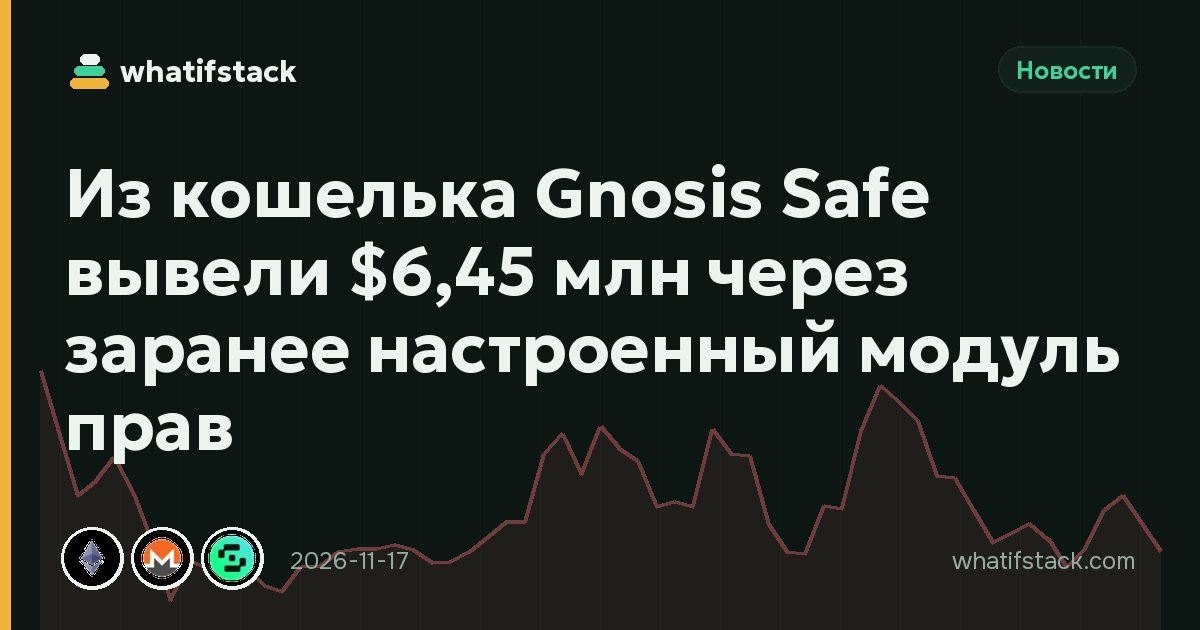 whatifstack
Новости
Из кошелька Gnosis Safe
вывели $6,45 млн через
заранее настроенный модуль
прав
2026-11-17
whatifstack.com